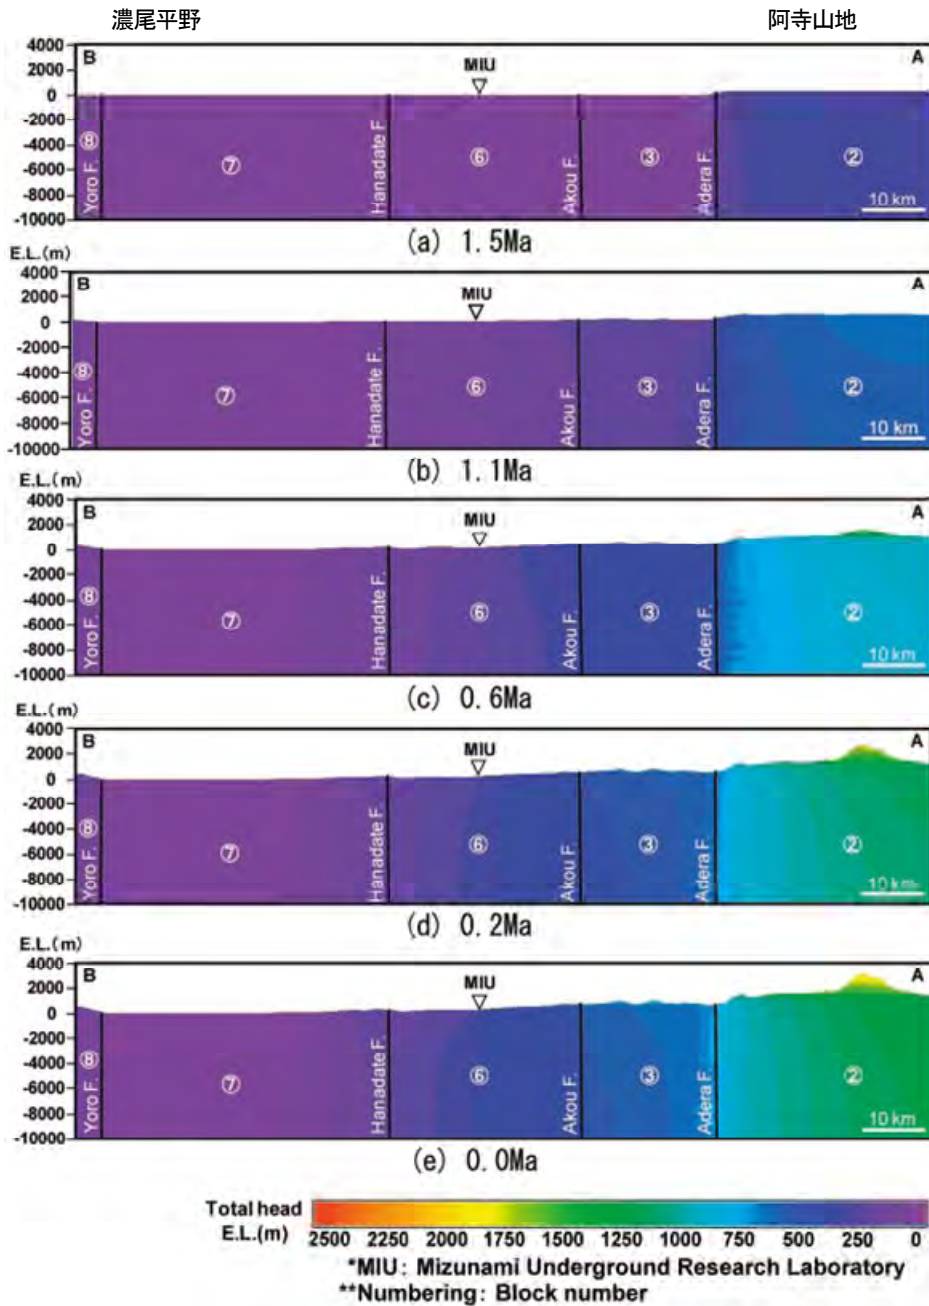 濃尾平野 阿寺山地
4000 B MIU A
2000
0
-2000
-4000 ⑧ ⑦ ⑥ ③ ②
-6000
-8000 Yoro F. Hanadate F. Akou F. Adera F. 10 km
-10000
(a) 1.5Ma
E.L.(m)
4000 B MIU A
2000
0
-2000
-4000 ⑧ ⑦ ⑥ ③ ②
-6000
-8000 Yoro F. Hanadate F. Akou F. Adera F. 10 km
-10000
(b) 1.1Ma
E.L.(m)
4000 B MIU A
2000
0
-2000
-4000 ⑧ ⑦ ⑥ ③ ②
-6000
-8000 Yoro F. Hanadate F. Akou F. Adera F. 10 km
-10000
(c) 0.6Ma
E.L.(m)
4000 B MIU A
2000
0
-2000
-4000 ⑧ ⑦ ⑥ ③ ②
-6000
-8000 Yoro F. Hanadate F. Akou F. Adera F. 10 km
-10000
(d) 0.2Ma
E.L.(m)
4000 B MIU A
2000
0
-2000
-4000 ⑧ ⑦ ⑥ ③ ②
-6000
-8000 Yoro F. Hanadate F. Akou F. Adera F. 10 km
-10000
(e) 0.0Ma
Total head
E.L.(m) 2500 2250 2000 1750 1500 1250 1000 750 500 250 0
*MIU: Mizunami Underground Research Laboratory
**Numbering: Block number